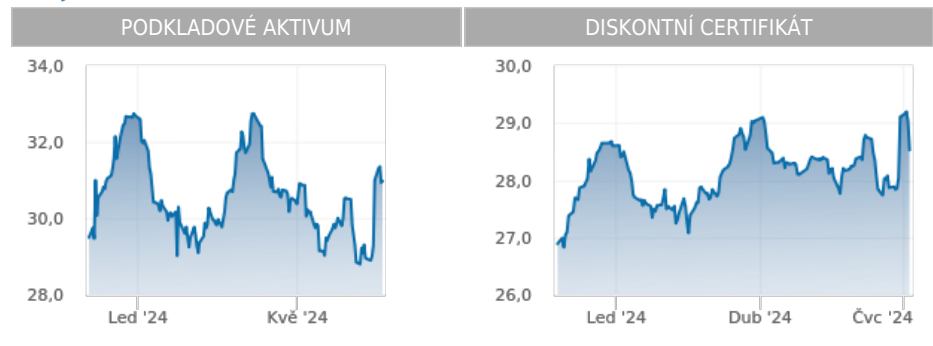 PODKLADOVÉ AKTIVUM
34,0
32,0
30,0
28,0
Led '24 Kvě '24
DISKONTNÍ CERTIFIKÁT
30,0
29,0
28,0
27,0
26,0
Led '24 Dub '24 Čvc '24